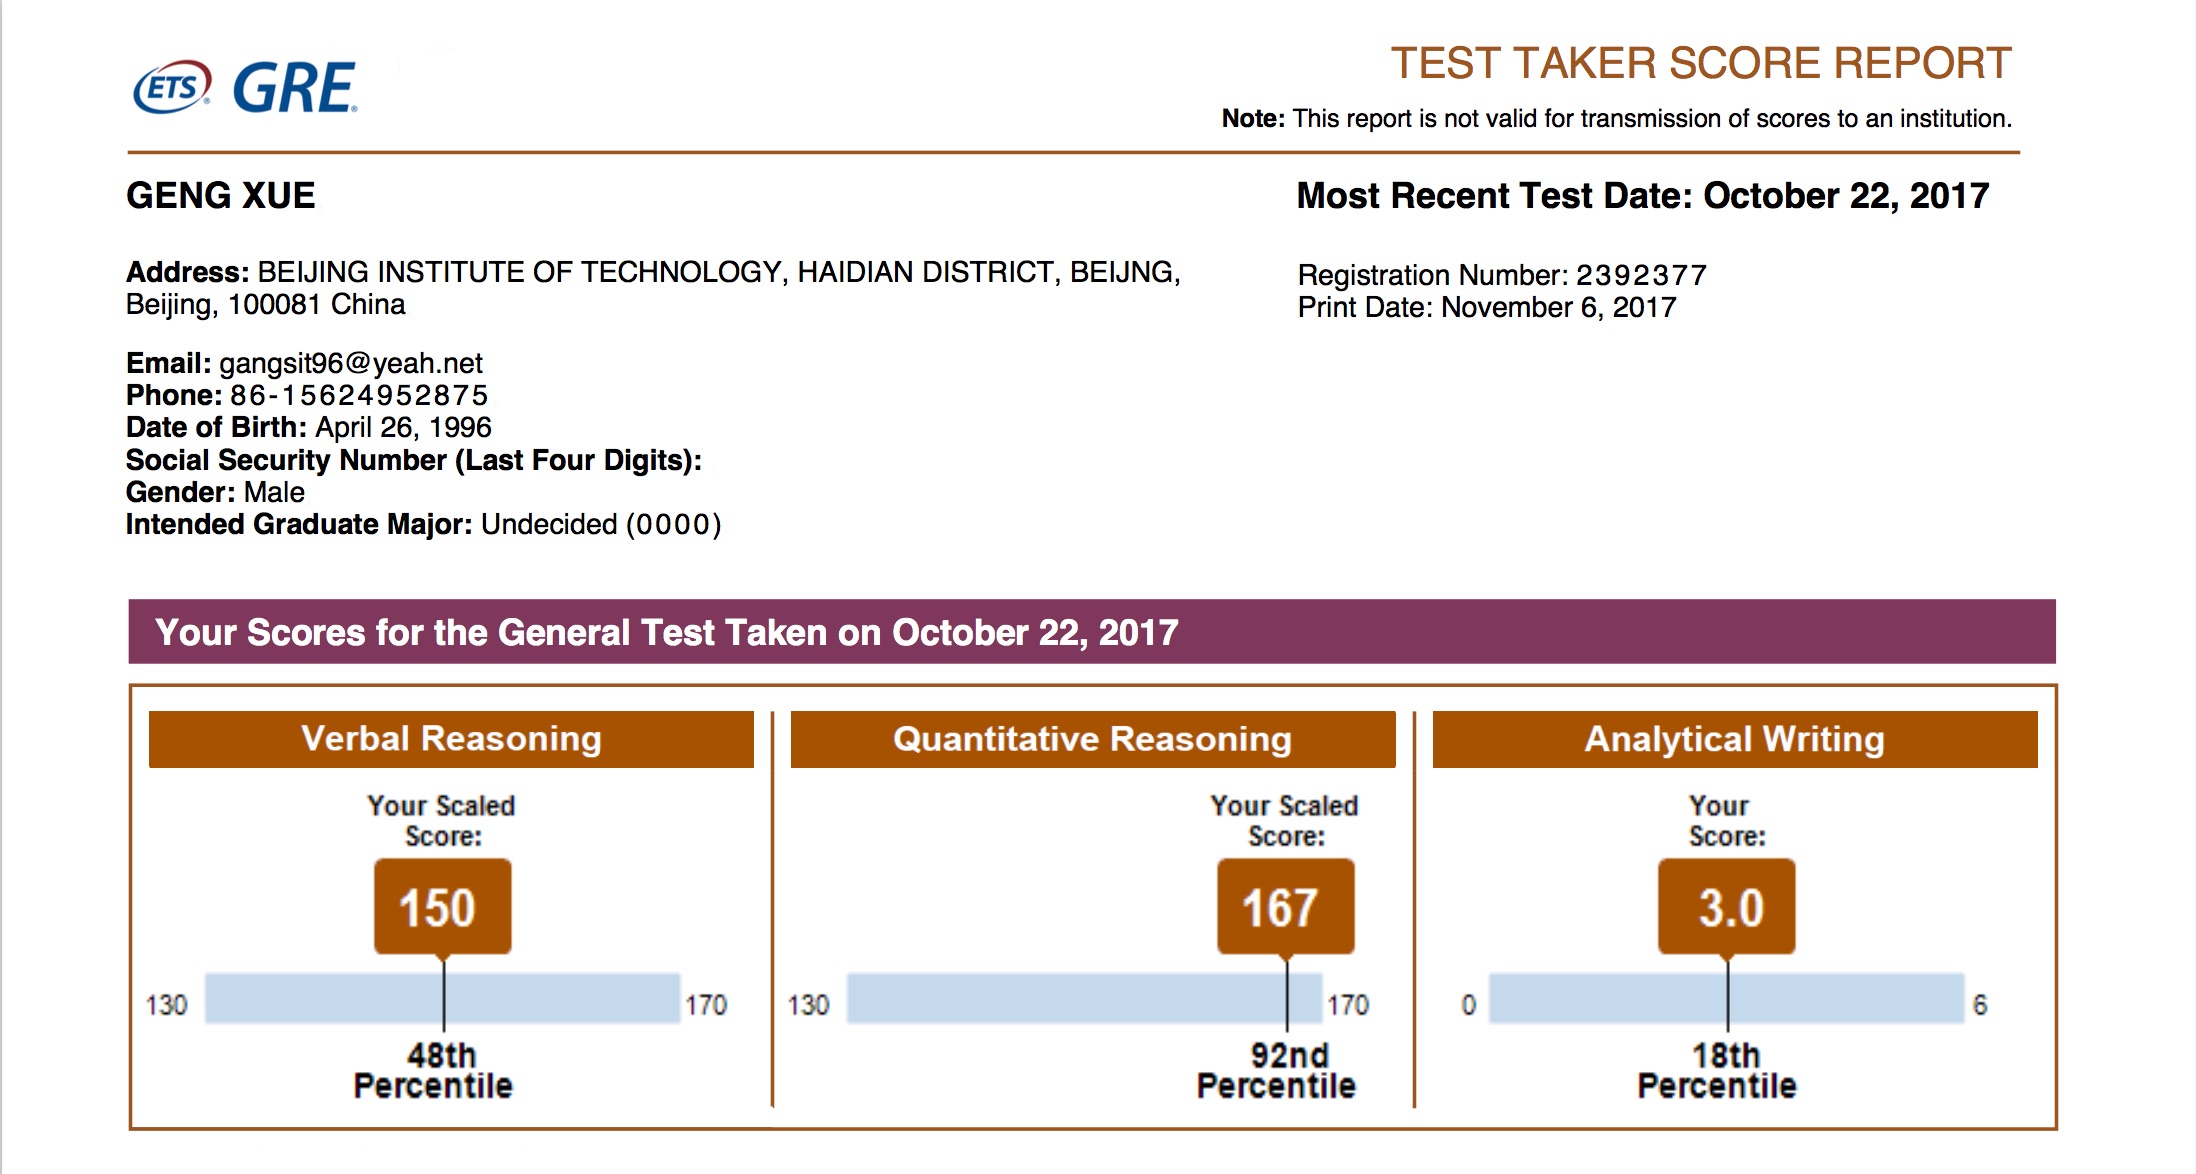 ETS GRE
TEST TAKER SCORE REPORT
Note: This report is not valid for transmission of scores to an institution.
GENG XUE
Most Recent Test Date: October 22, 2017
Address: BEIJING INSTITUTE OF TECHNOLOGY, HAIDIAN DISTRICT, BEIJNG,
Beijing, 100081 China
Registration Number: 2392377
Print Date: November 6, 2017
Email: gangsit96@yeah.net
Phone: 86-15624952875
Date of Birth: April 26, 1996
Social Security Number (Last Four Digits):
Gender: Male
Intended Graduate Major: Undecided (0000)
Your Scores for the General Test Taken on October 22, 2017
Verbal Reasoning
Your Scaled
Score:
150
130
170
48th
Percentile
Quantitative Reasoning
Your Scaled
Score:
167
130
170
92nd
Percentile
Analytical Writing
Your
Score:
3.0
0
6
18th
Percentile